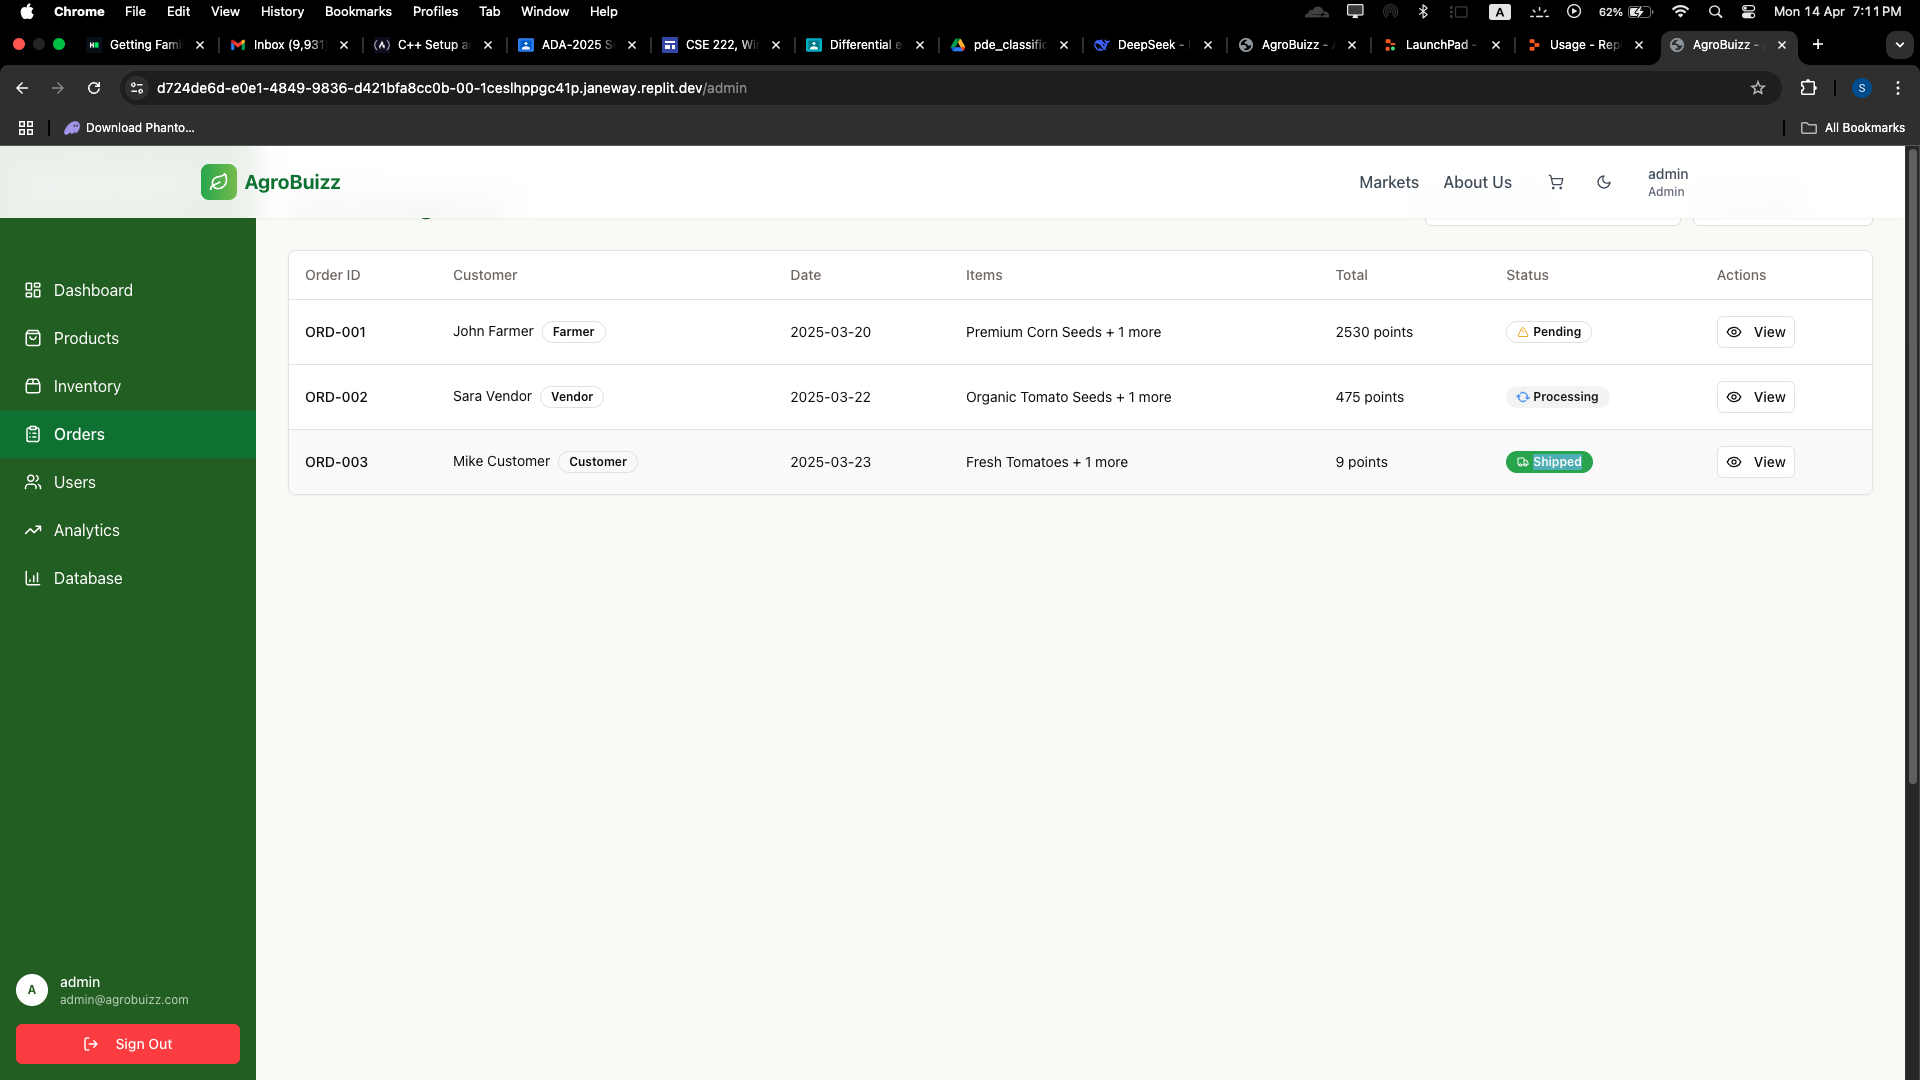 Chrome File Edit View History Bookmarks Profiles Tab Window Help A 62% Mon 14 Apr 7:11 PM
Getting Fami Inbox (9,931 C++ Setup a ADA-2025 S CSE 222, Wi Differential e pde_classific DeepSeek - AgroBuizz - LaunchPad - Usage - Repl AgroBuizz -
d724de6d-e0e1-4849-9836-d421bfa8cc0b-00-1ceslhppgc41p.janeway.replit.dev/admin S
Download Phanto... All Bookmarks
AgroBuizz Markets About Us admin
Admin
Dashboard
Products
Inventory
Orders
Users
Analytics
Database
Order ID Customer Date Items Total Status Actions
ORD-001 John Farmer Farmer 2025-03-20 Premium Corn Seeds + 1 more 2530 points Pending View
ORD-002 Sara Vendor Vendor 2025-03-22 Organic Tomato Seeds + 1 more 475 points Processing View
ORD-003 Mike Customer Customer 2025-03-23 Fresh Tomatoes + 1 more 9 points Shipped View
A admin
admin@agrobuizz.com
Sign Out